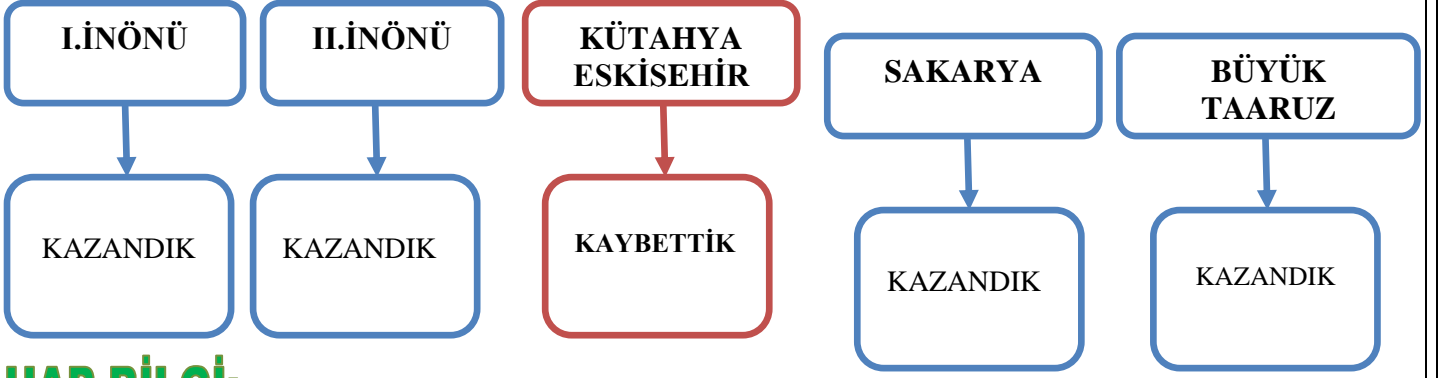 I.İNÖNÜ
II.İNÖNÜ
KÜTAHYA
ESKİSEHİR
SAKARYA
BÜYÜK
TAARUZ
KAZANDIK
KAZANDIK
KAYBETTİK
KAZANDIK
KAZANDIK